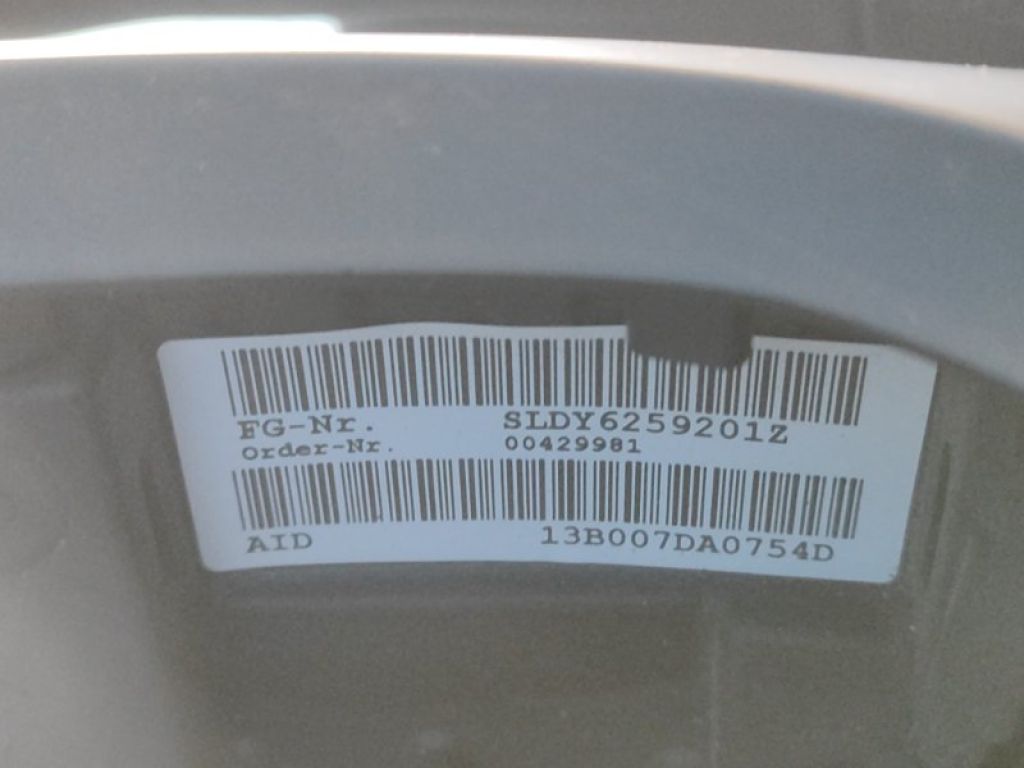 FG-Nr. SLDY6259201Z
Order-Nr. 00429981
AID 13B007DA0754D